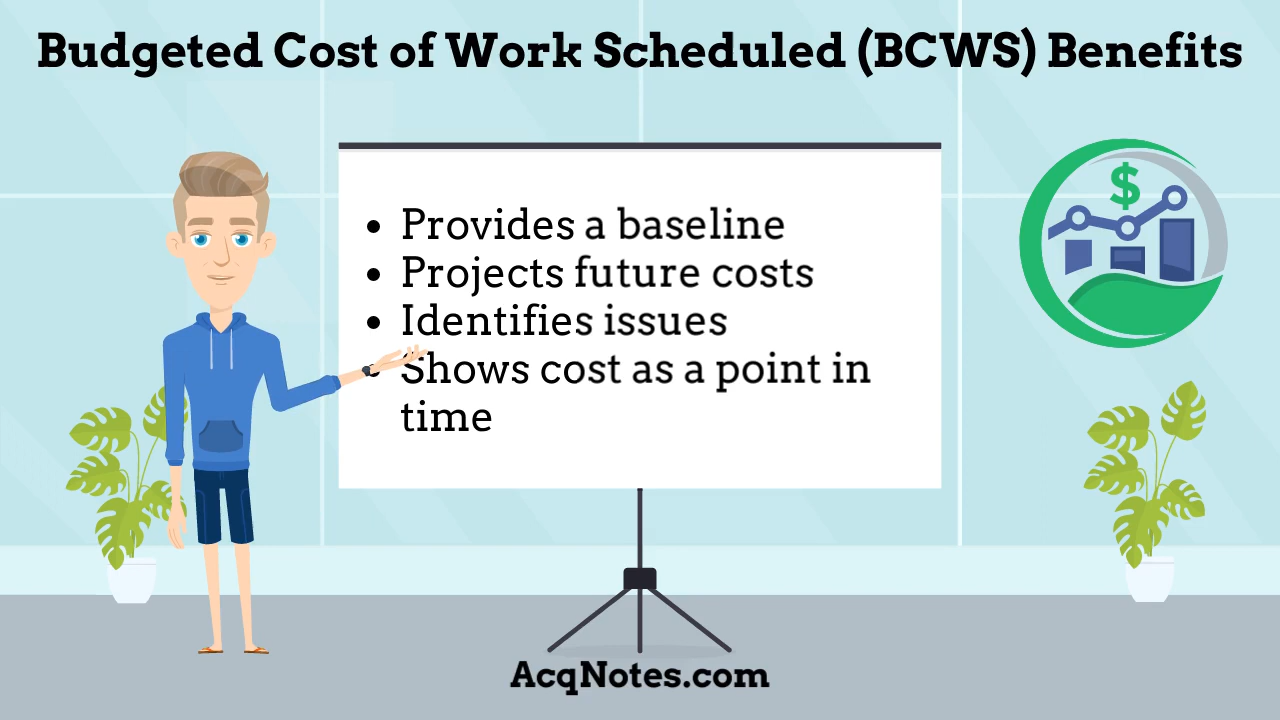 Budgeted Cost of Work Scheduled (BCWS) Benefits
$
• Provides a baseline
• Projects future costs
• Identifies issues
• Shows cost as a point in
time
AcqNotes.com